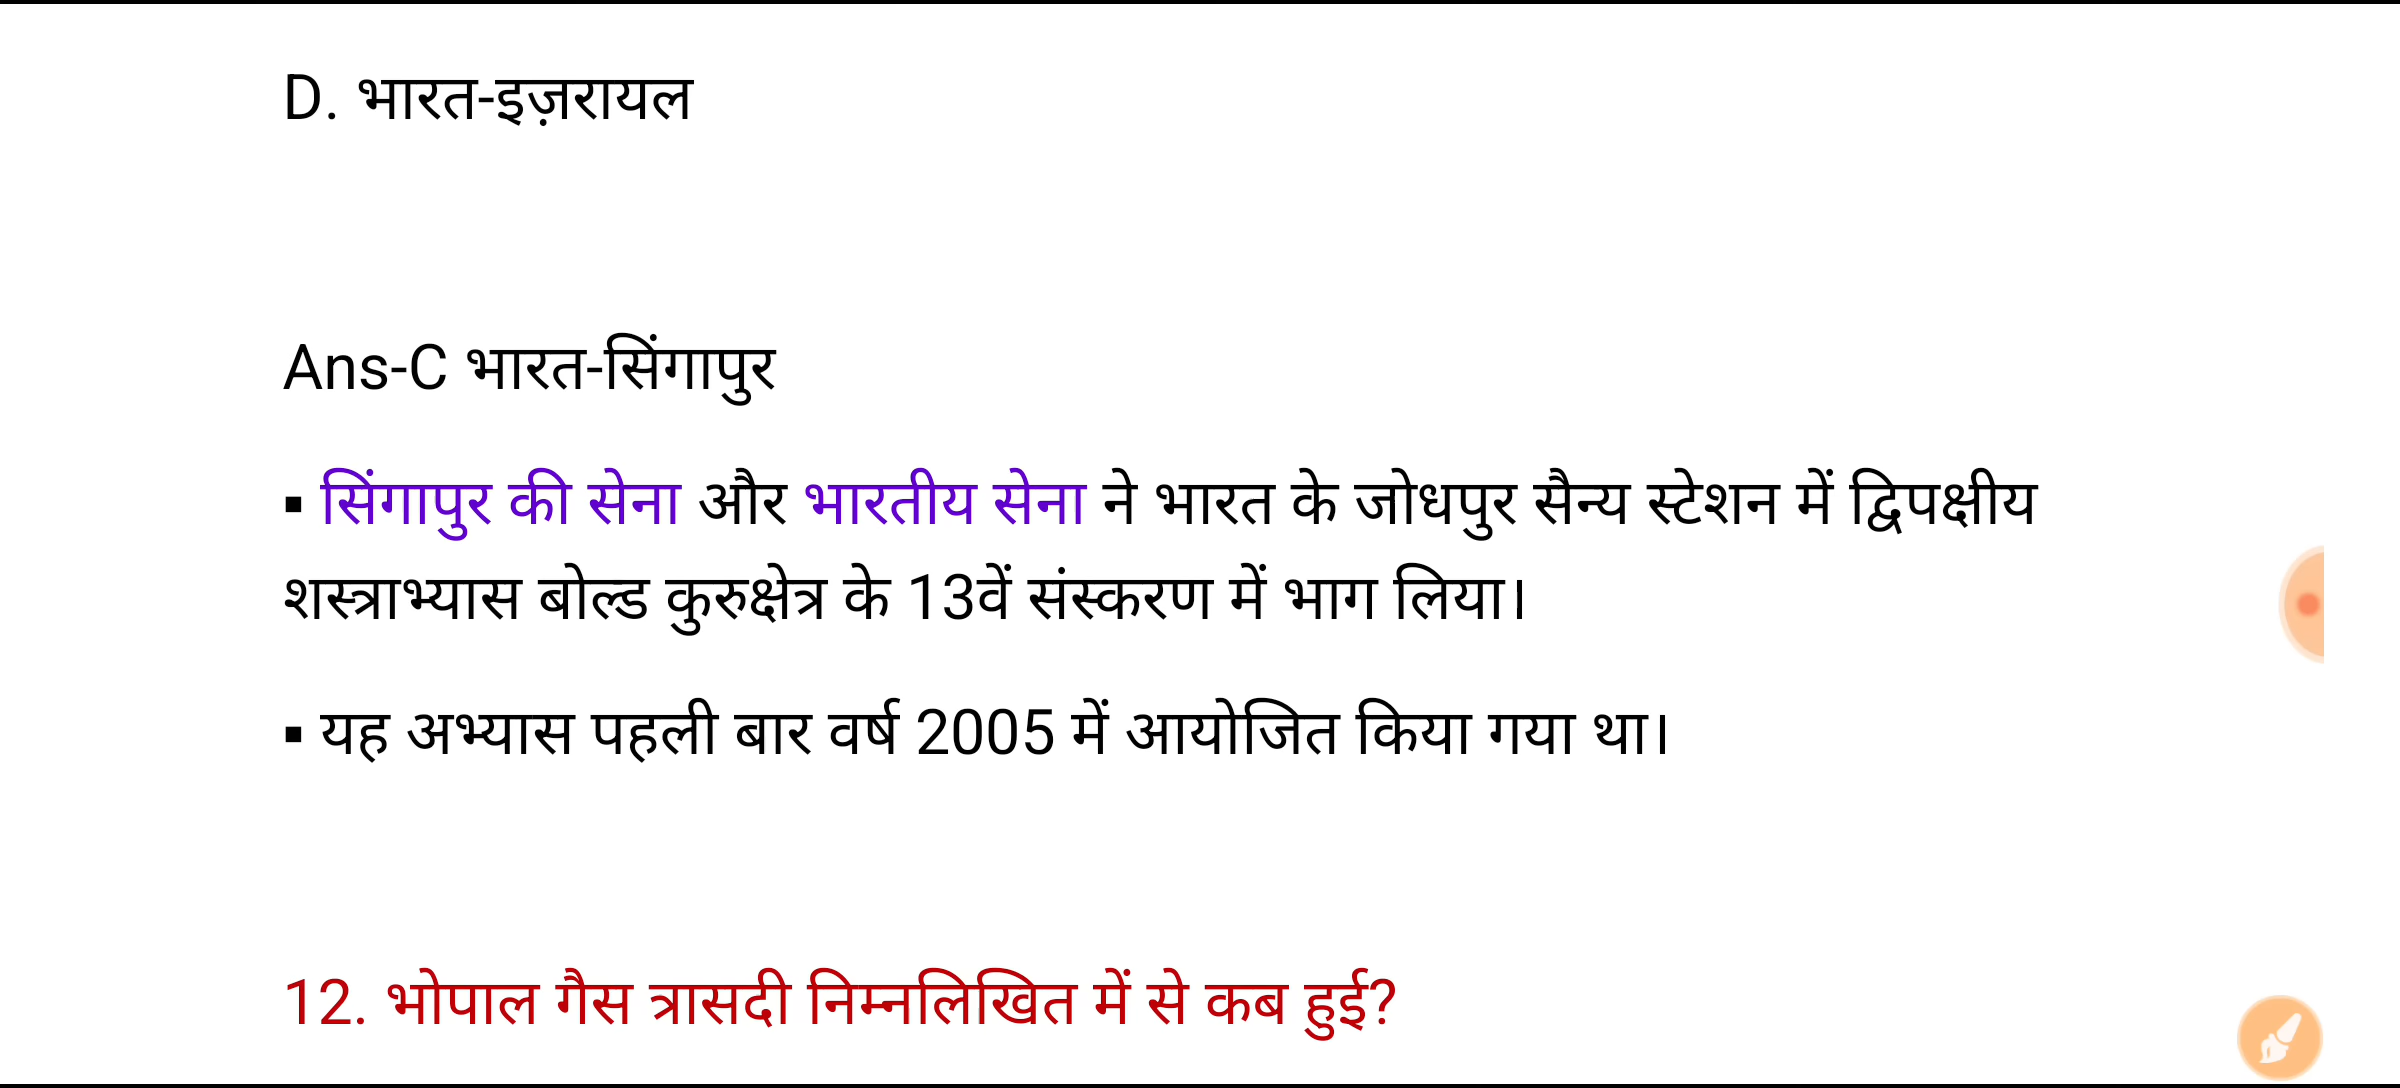 D. भारत-इज़रायल
Ans-C भारत-सिंगापुर
▪ सिंगापुर की सेना और भारतीय सेना ने भारत के जोधपुर सैन्य स्टेशन में द्विपक्षीय
शस्त्राभ्यास बोल्ड कुरुक्षेत्र के 13वें संस्करण में भाग लिया।
▪ यह अभ्यास पहली बार वर्ष 2005 में आयोजित किया गया था।
12. भोपाल गैस त्रासदी निम्नलिखित में से कब हुई?